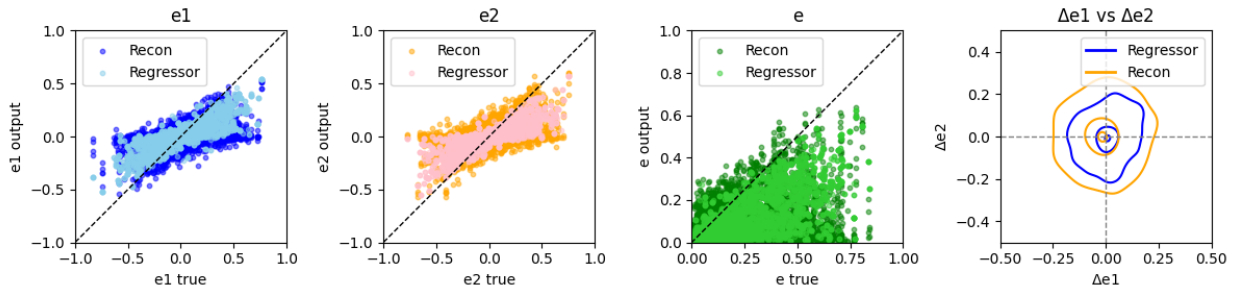 e1
1.0
0.5
0.0
−0.5
−1.0
e1 output
Recon
Regressor
−1.0 −0.5 0.0 0.5 1.0
e1 true
e2
1.0
0.5
0.0
−0.5
−1.0
e2 output
Recon
Regressor
−1.0 −0.5 0.0 0.5 1.0
e2 true
e
1.0
0.8
0.6
0.4
0.2
0.0
e output
Recon
Regressor
0.00 0.25 0.50 0.75 1.00
e true
Δe1 vs Δe2
0.4
0.2
0.0
−0.2
−0.4
Δe2
Regressor
Recon
−0.50 −0.25 0.00 0.25 0.50
Δe1